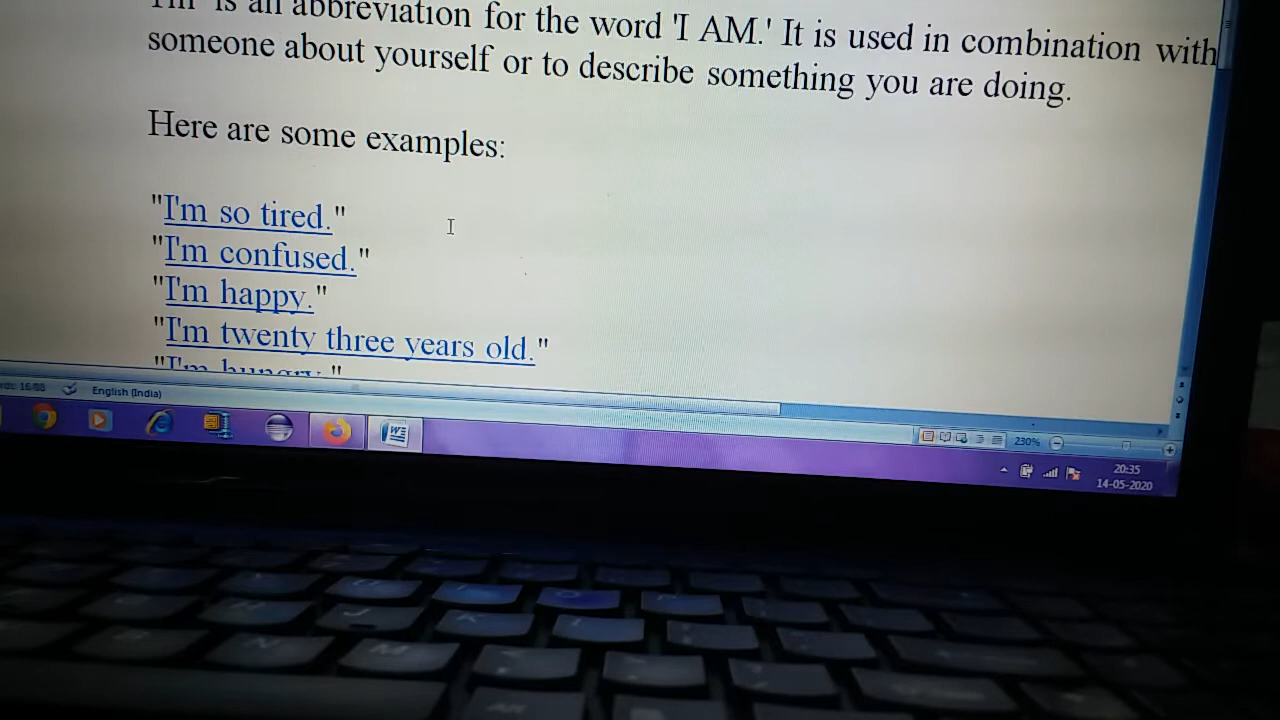 is an abbreviation for the word 'I AM.' It is used in combination with
someone about yourself or to describe something you are doing.
Here are some examples:
"I'm so tired."
"I'm confused."
"I'm happy."
"I'm twenty three years old."
"I'm hungry."
English (India)
230%
20:35
14-05-2020